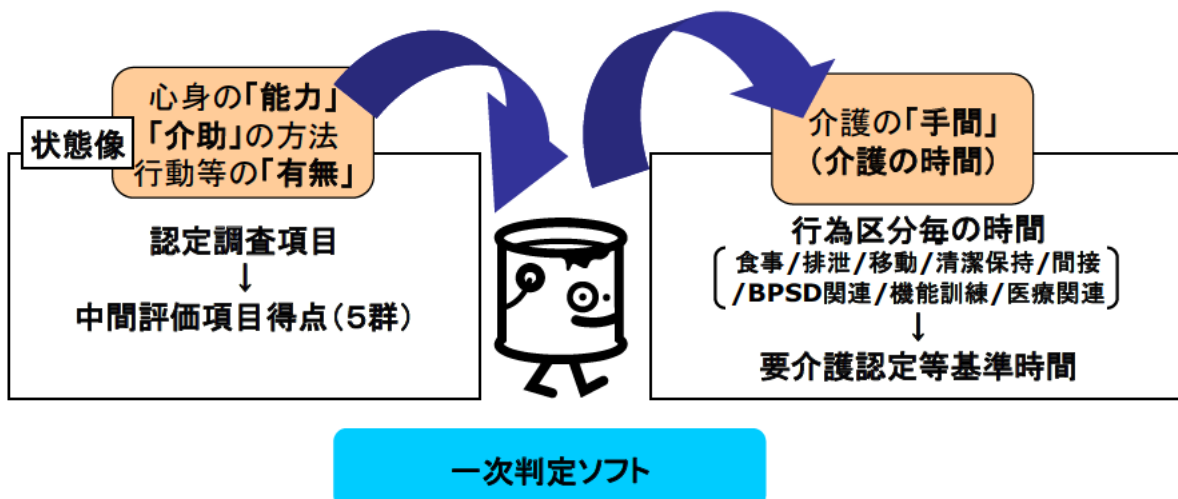 状態像
心身の「能力」
「介助」の方法
行動等の「有無」
認定調査項目
↓
中間評価項目得点(5群)
介護の「手間」
(介護の時間)
行為区分毎の時間
食事/排泄/移動/清潔保持/間接
/BPSD関連/機能訓練/医療関連
↓
要介護認定等基準時間
一次判定ソフト